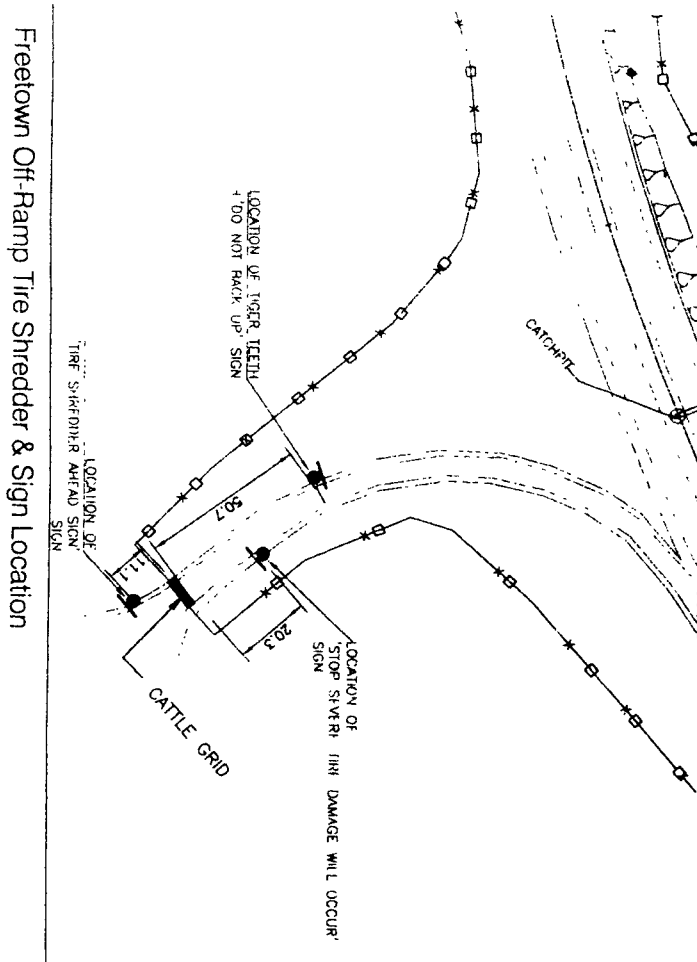 Freetown Off-Ramp Tire Shredder & Sign Location
LOCATION OF TIGER TEETH
+ 'DO NOT BACK UP' SIGN
CATCHPIT
50.7
11.1
20.3
LOCATION OF
'TIRE SHREDDER AHEAD SIGN'
SIGN
CATTLE GRID
LOCATION OF
'STOP SEVERE TIRE DAMAGE WILL OCCUR'
SIGN